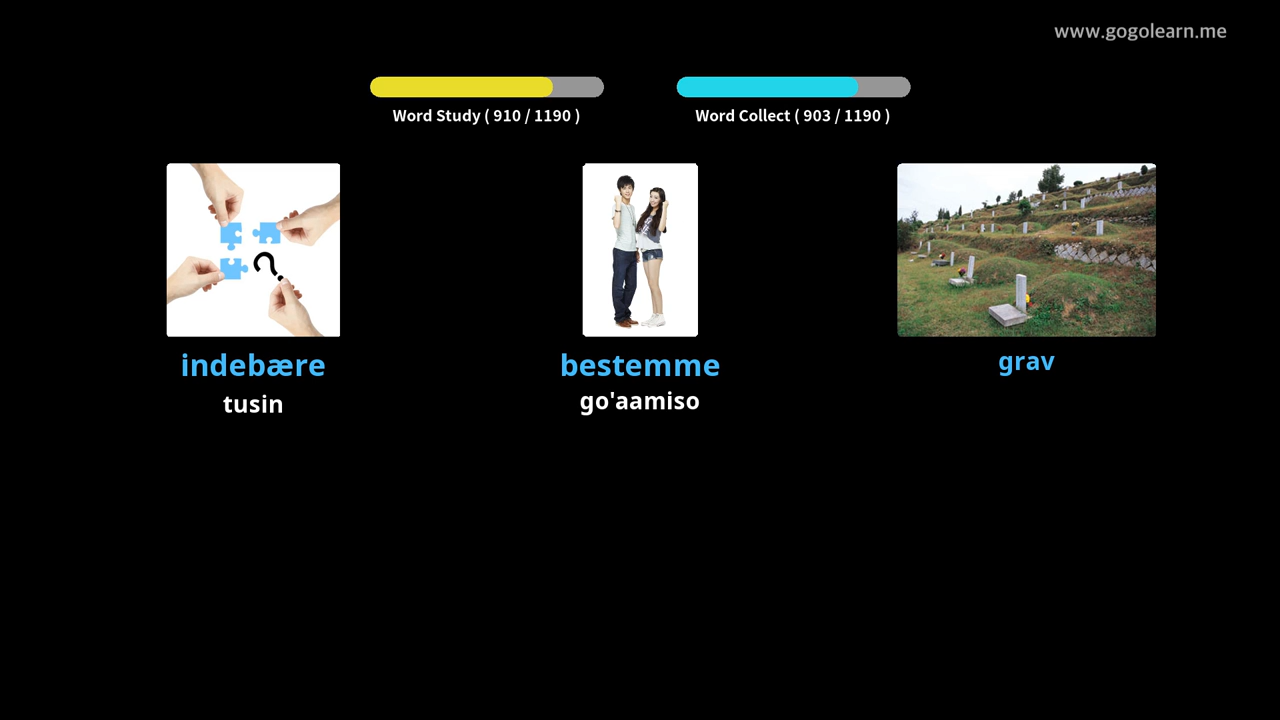 www.gogolearn.me
Word Study ( 910 / 1190 )
Word Collect ( 903 / 1190 )
indebære
tusin
bestemme
go'aamiso
grav